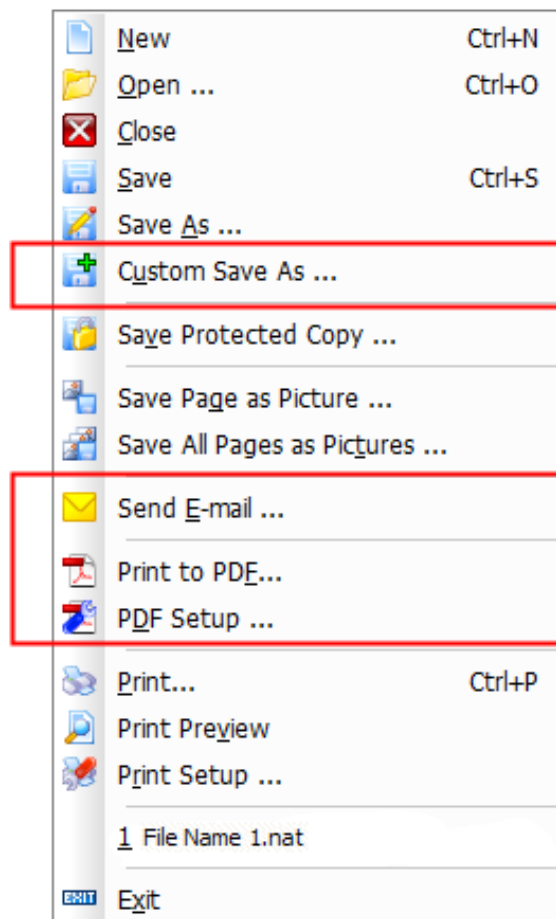 New Ctrl+N
Open ... Ctrl+O
Close
Save Ctrl+S
Save As ...
Custom Save As ...
Save Protected Copy ...
Save Page as Picture ...
Save All Pages as Pictures ...
Send E-mail ...
Print to PDF...
PDF Setup ...
Print... Ctrl+P
Print Preview
Print Setup ...
1 File Name 1.nat
EXIT Exit